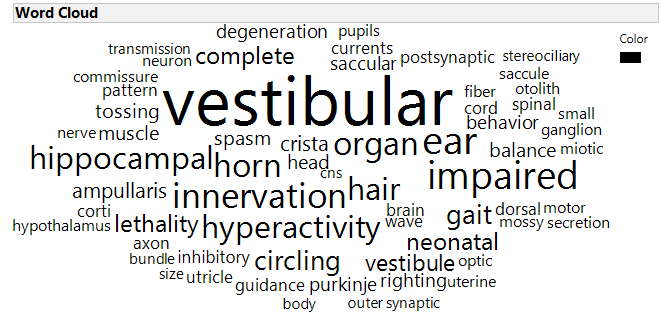 Word Cloud
Color
degeneration pupils
transmission currents
neuron complete saccular postsynaptic stereociliary
commissure saccule
pattern vestibular fiber otolith
tossing cord spinal small
nerve muscle spasm crista organ ear behavior ganglion
hippocampal horn head balance miotic
cns impaired
ampullaris innervation hair
corti brain gait dorsal motor
hypothalamus lethality hyperactivity wave mossy secretion
axon neonatal
bundle inhibitory circling vestibule optic
size utricle guidance purkinje righting uterine
body outer synaptic